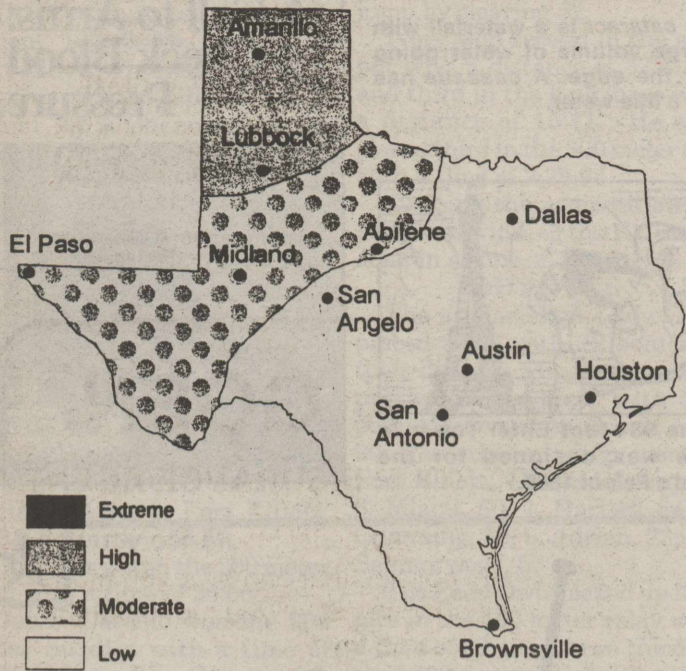 Amarillo
Lubbock
El Paso
Midland
Abilene
Dallas
San
Angelo
Austin
Houston
San
Antonio
Extreme
High
Moderate
Low
Brownsville